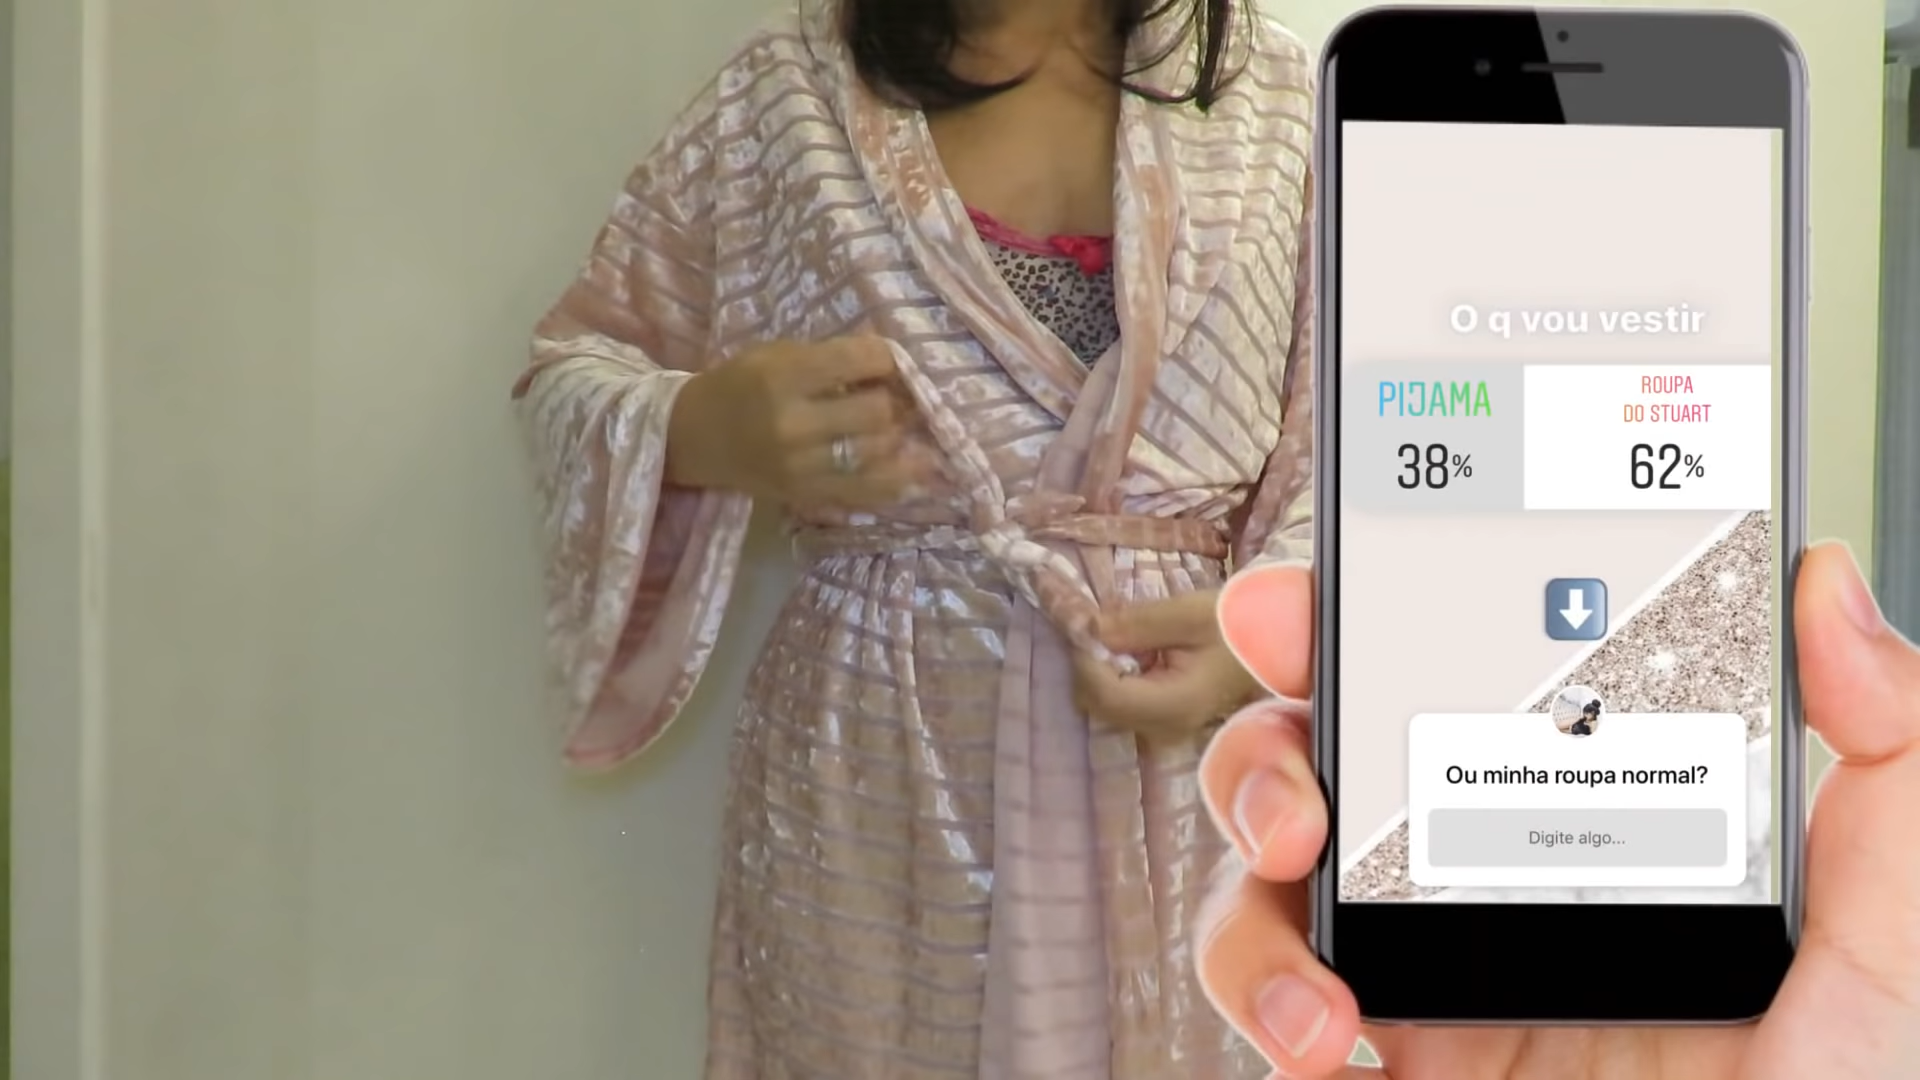 O q vou vestir
PIJAMA
38%
ROUPA
DO STUART
62%
Ou minha roupa normal?
Digite algo...